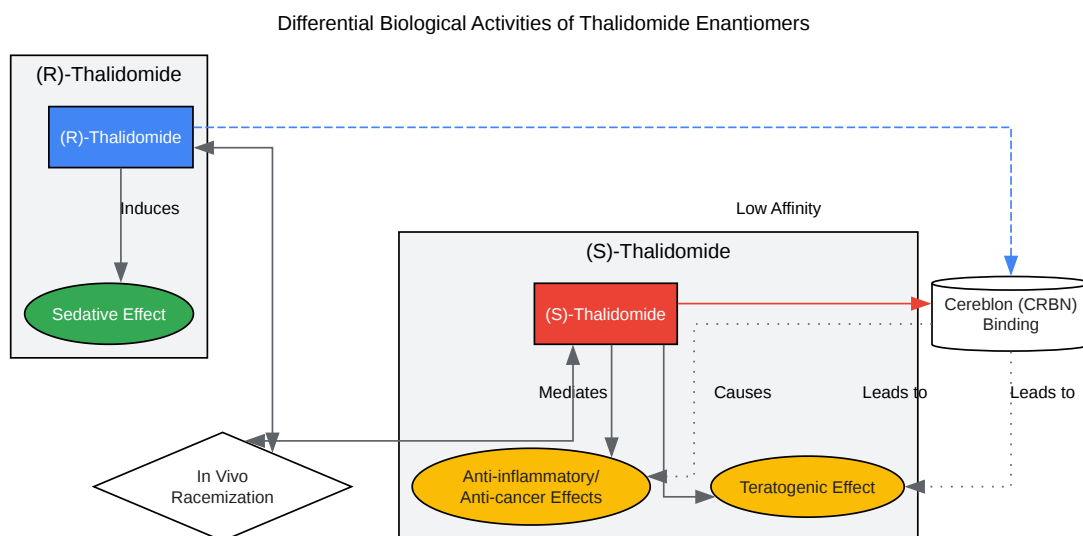 Differential Biological Activities of Thalidomide Enantiomers
(R)-Thalidomide
(R)-Thalidomide
Induces
Sedative Effect
Low Affinity
(S)-Thalidomide
(S)-Thalidomide
Cereblon (CRBN)
Binding
Mediates
Causes
Leads to
Leads to
In Vivo
Racemization
Anti-inflammatory/
Anti-cancer Effects
Teratogenic Effect